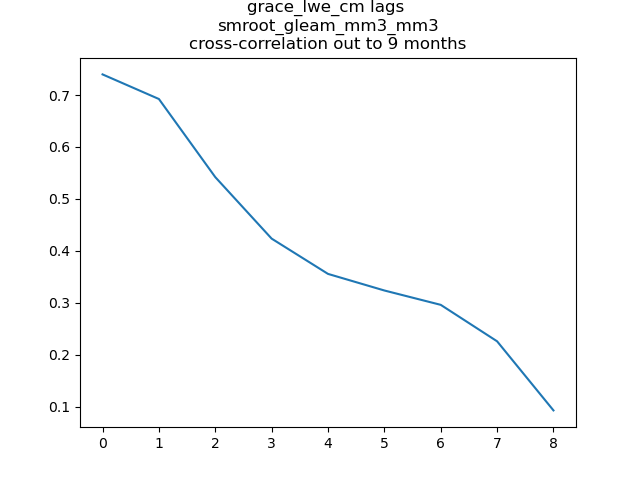 grace_lwe_cm lags
smroot_gleam_mm3_mm3
cross-correlation out to 9 months
0.7
0.6
0.5
0.4
0.3
0.2
0.1
0 1 2 3 4 5 6 7 8